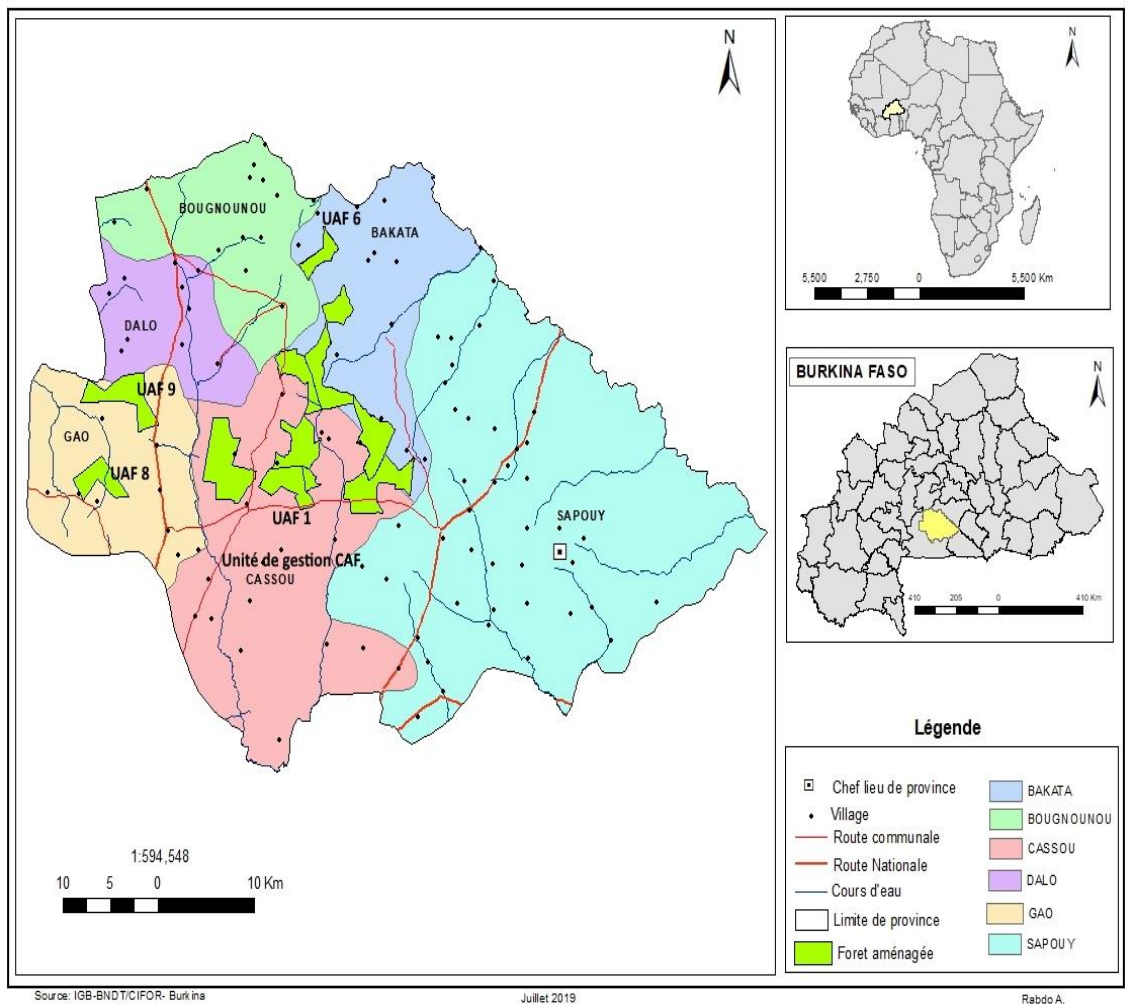 N
BOUGNOUNOU
UAF 6
BAKATA
DALO
UAF 9
GAO
UAF 8
UAF 1
SAPOUY
Unité de gestion CAF
CASSOU
1:594,548
10 5 0 10 Km
N
5,500 2,750 0 5,500 Km
BURKINA FASO
N
410 205 0 410 Km
Légende
Chef lieu de province
Village
Route communale
Route Nationale
Cours d'eau
Limite de province
Foret aménagée
BAKATA
BOUGNOUNOU
CASSOU
DALO
GAO
SAPOUY
Source: IGB-BNDT/CIFOR- Burkina
Juillet 2019
Rabdo A.